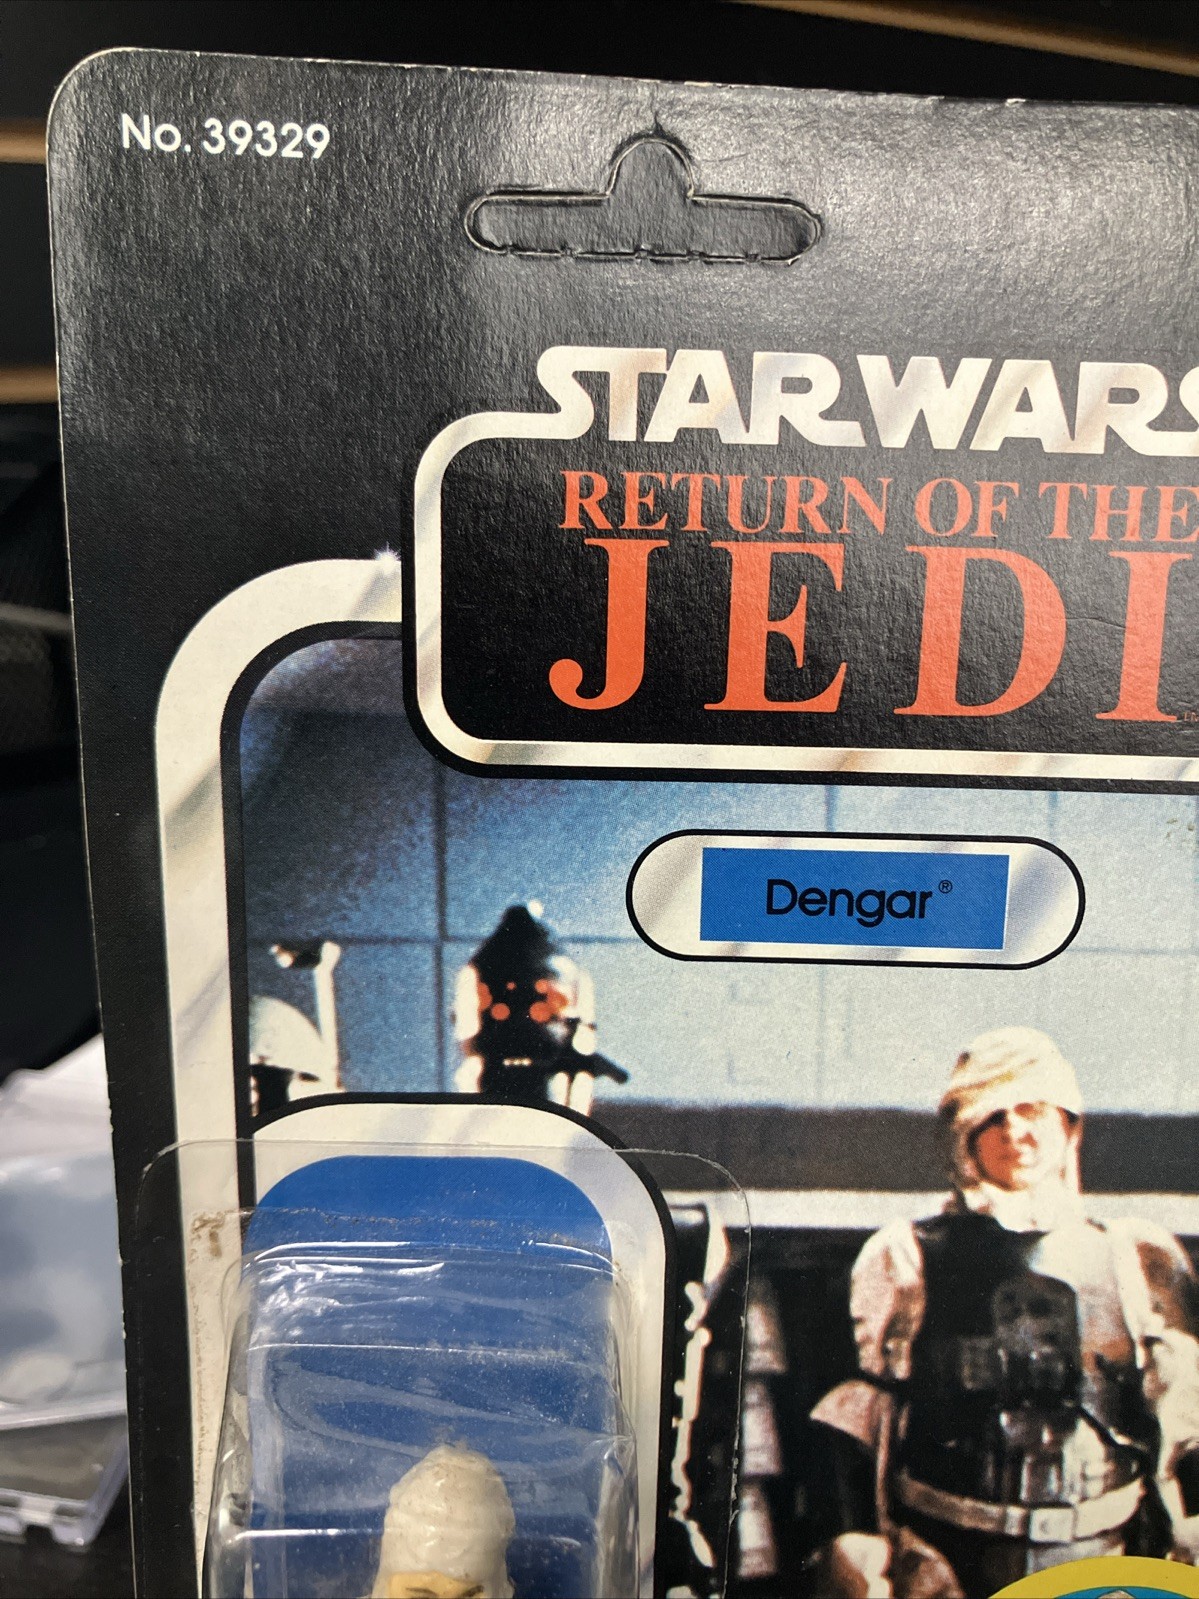 No. 39329
STAR WARS
RETURN OF THE
JEDI
Dengar®